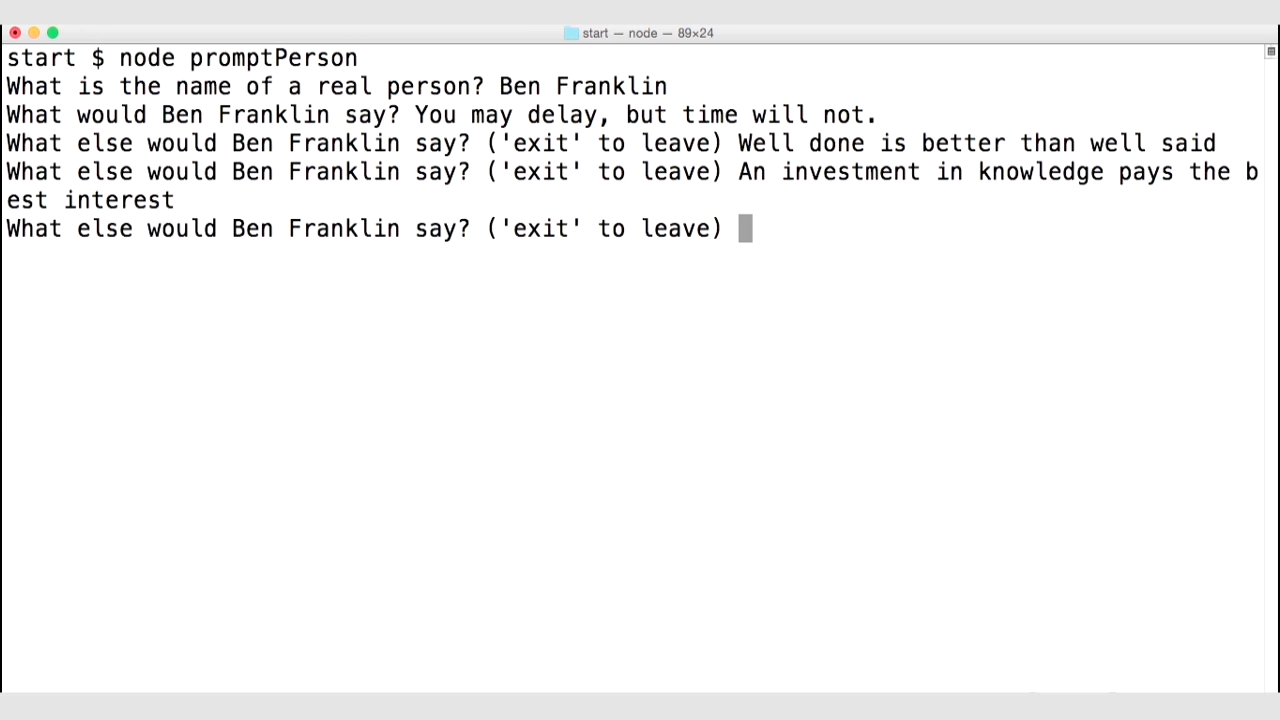 start — node — 89×24
start $ node promptPerson
What is the name of a real person? Ben Franklin
What would Ben Franklin say? You may delay, but time will not.
What else would Ben Franklin say? ('exit' to leave) Well done is better than well said
What else would Ben Franklin say? ('exit' to leave) An investment in knowledge pays the b
est interest
What else would Ben Franklin say? ('exit' to leave)